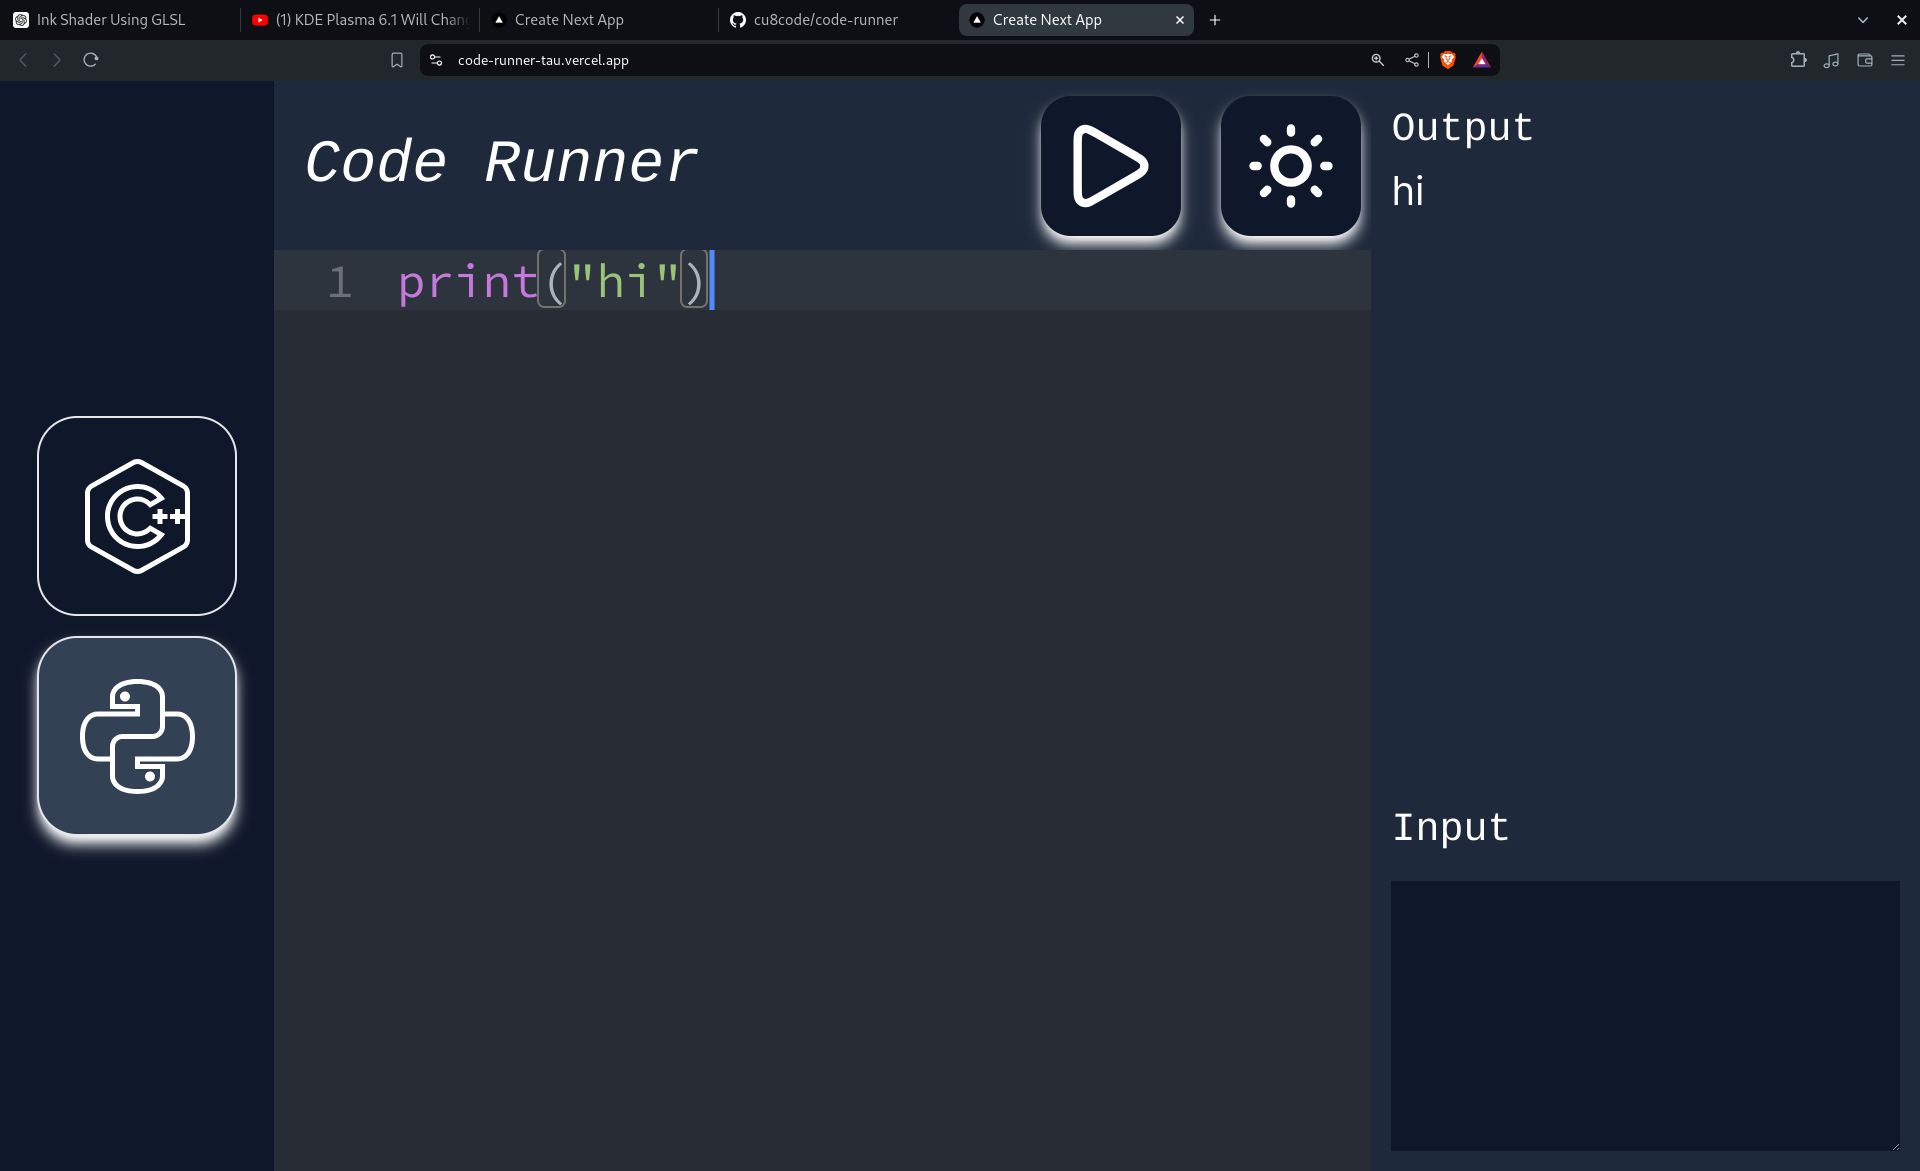 Ink Shader Using GLSL
(1) KDE Plasma 6.1 Will Chan
Create Next App
cu8code/code-runner
Create Next App
code-runner-tau.vercel.app
Code Runner
1 print("hi")
C++
Output
hi
Input